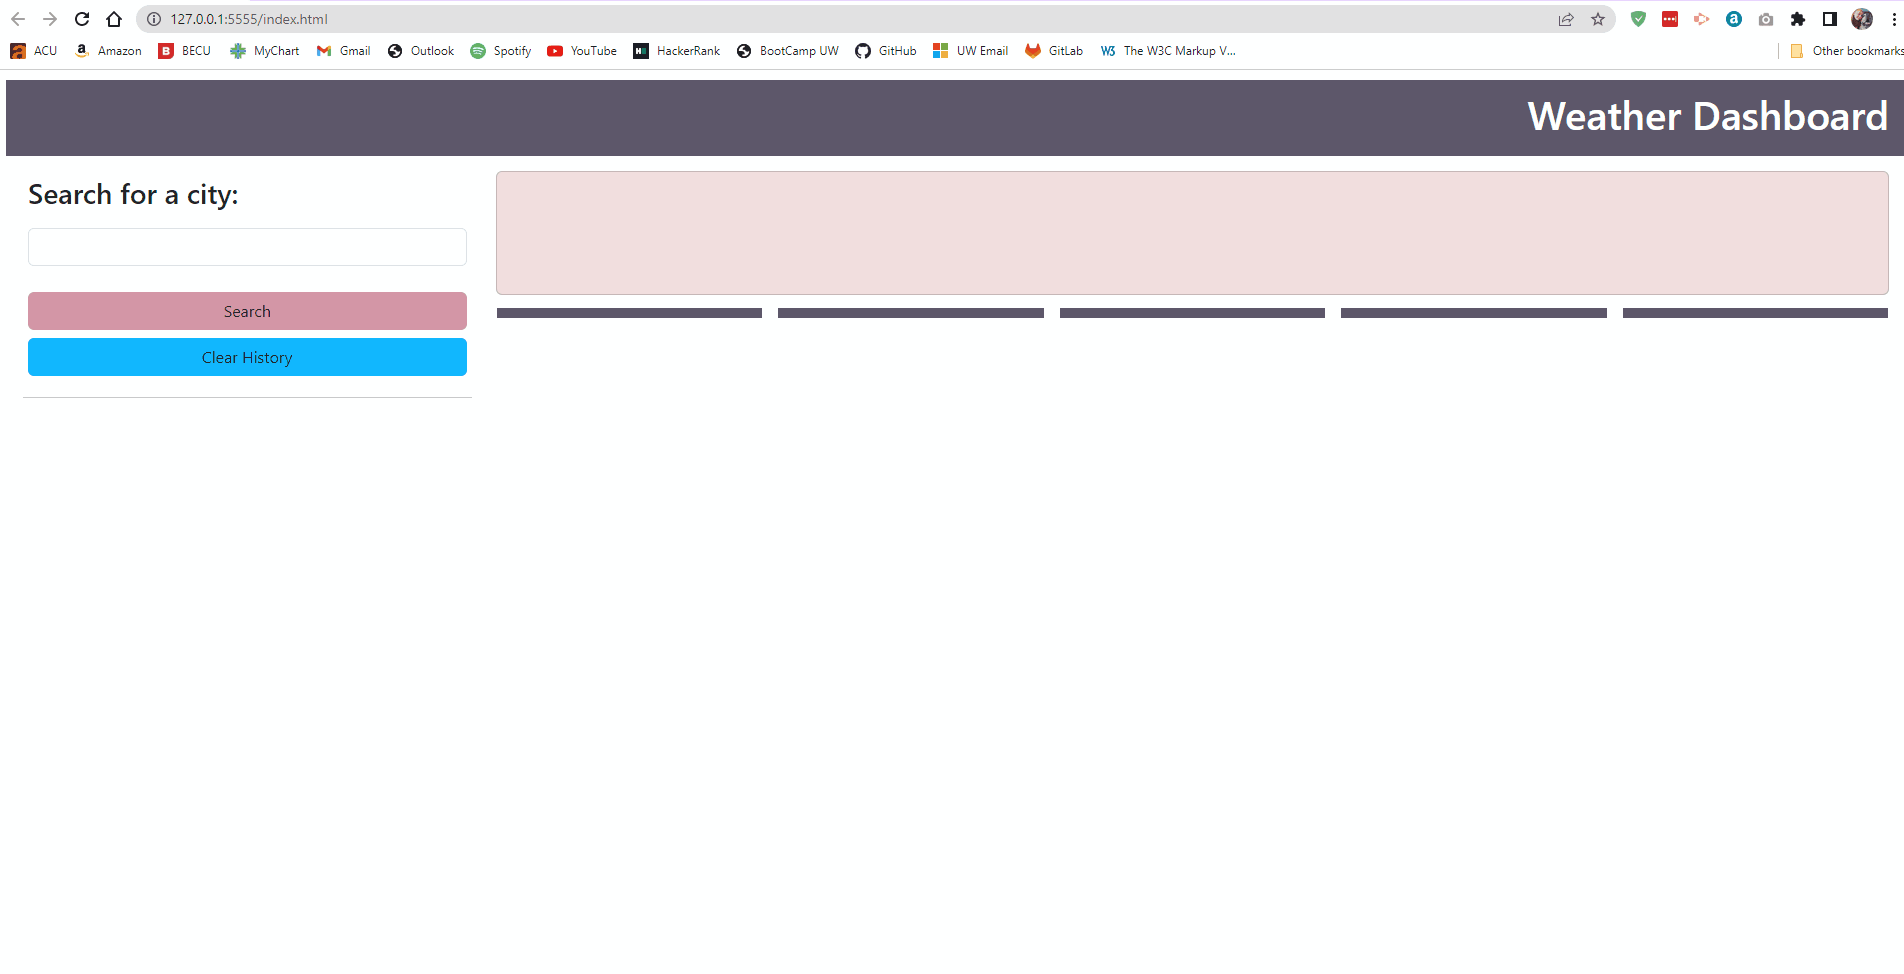 127.0.0.1:5555/index.html
ACU Amazon BECU MyChart Gmail Outlook Spotify YouTube HackerRank BootCamp UW GitHub UW Email GitLab The W3C Markup V... Other bookmarks
Weather Dashboard
Search for a city:
Search
Clear History